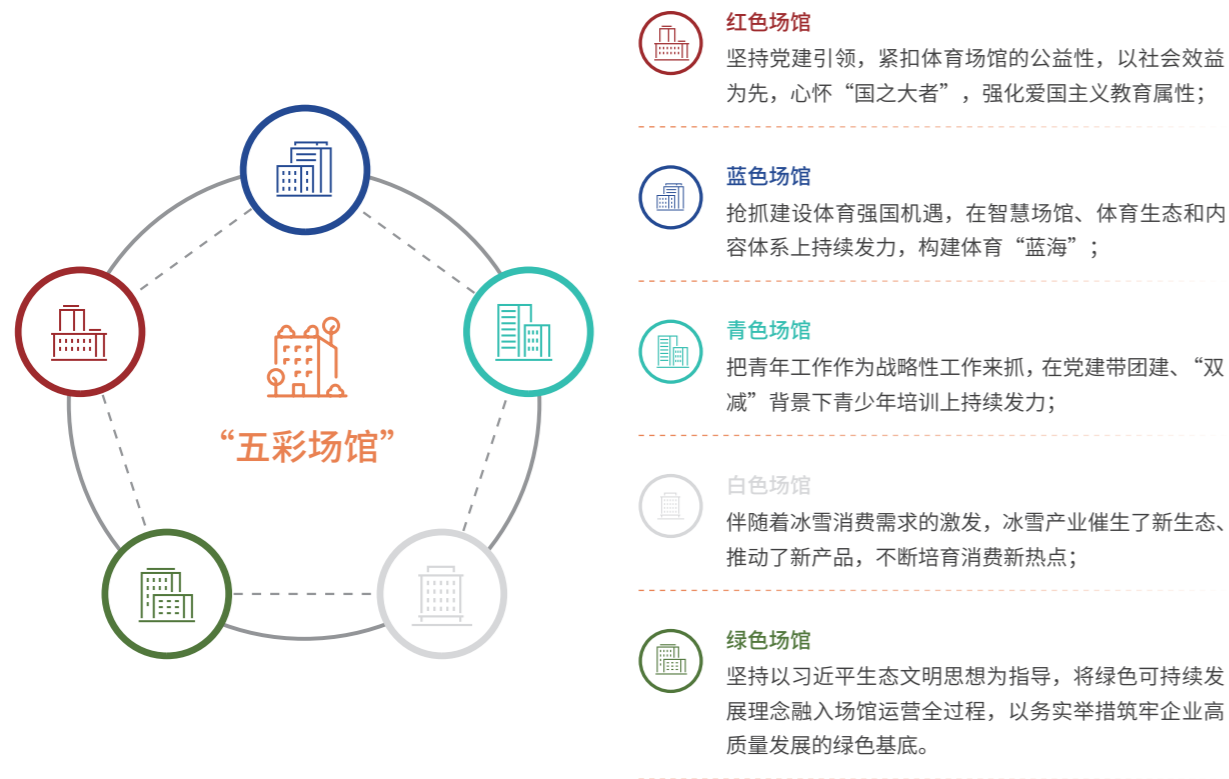 “五彩场馆”
红色场馆
坚持党建引领，紧扣体育场馆的公益性，以社会效益
为先，心怀“国之大者”，强化爱国主义教育属性；
蓝色场馆
抢抓建设体育强国机遇，在智慧场馆、体育生态和内
容体系上持续发力，构建体育“蓝海”；
青色场馆
把青年工作作为战略性工作来抓，在党建带团建、“双
减”背景下青少年培训上持续发力；
白色场馆
伴随着冰雪消费需求的激发，冰雪产业催生了新生态、
推动了新产品，不断培育消费新热点；
绿色场馆
坚持以习近平生态文明思想为指导，将绿色可持续发
展理念融入场馆运营全过程，以务实举措筑牢企业高
质量发展的绿色基底。